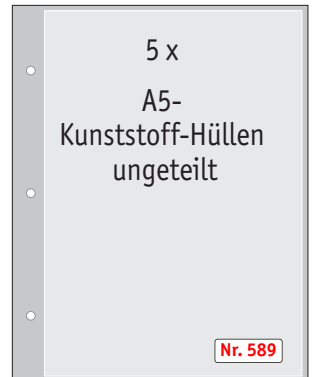 5 x
A5-
Kunststoff-Hüllen
ungeteilt
Nr. 589